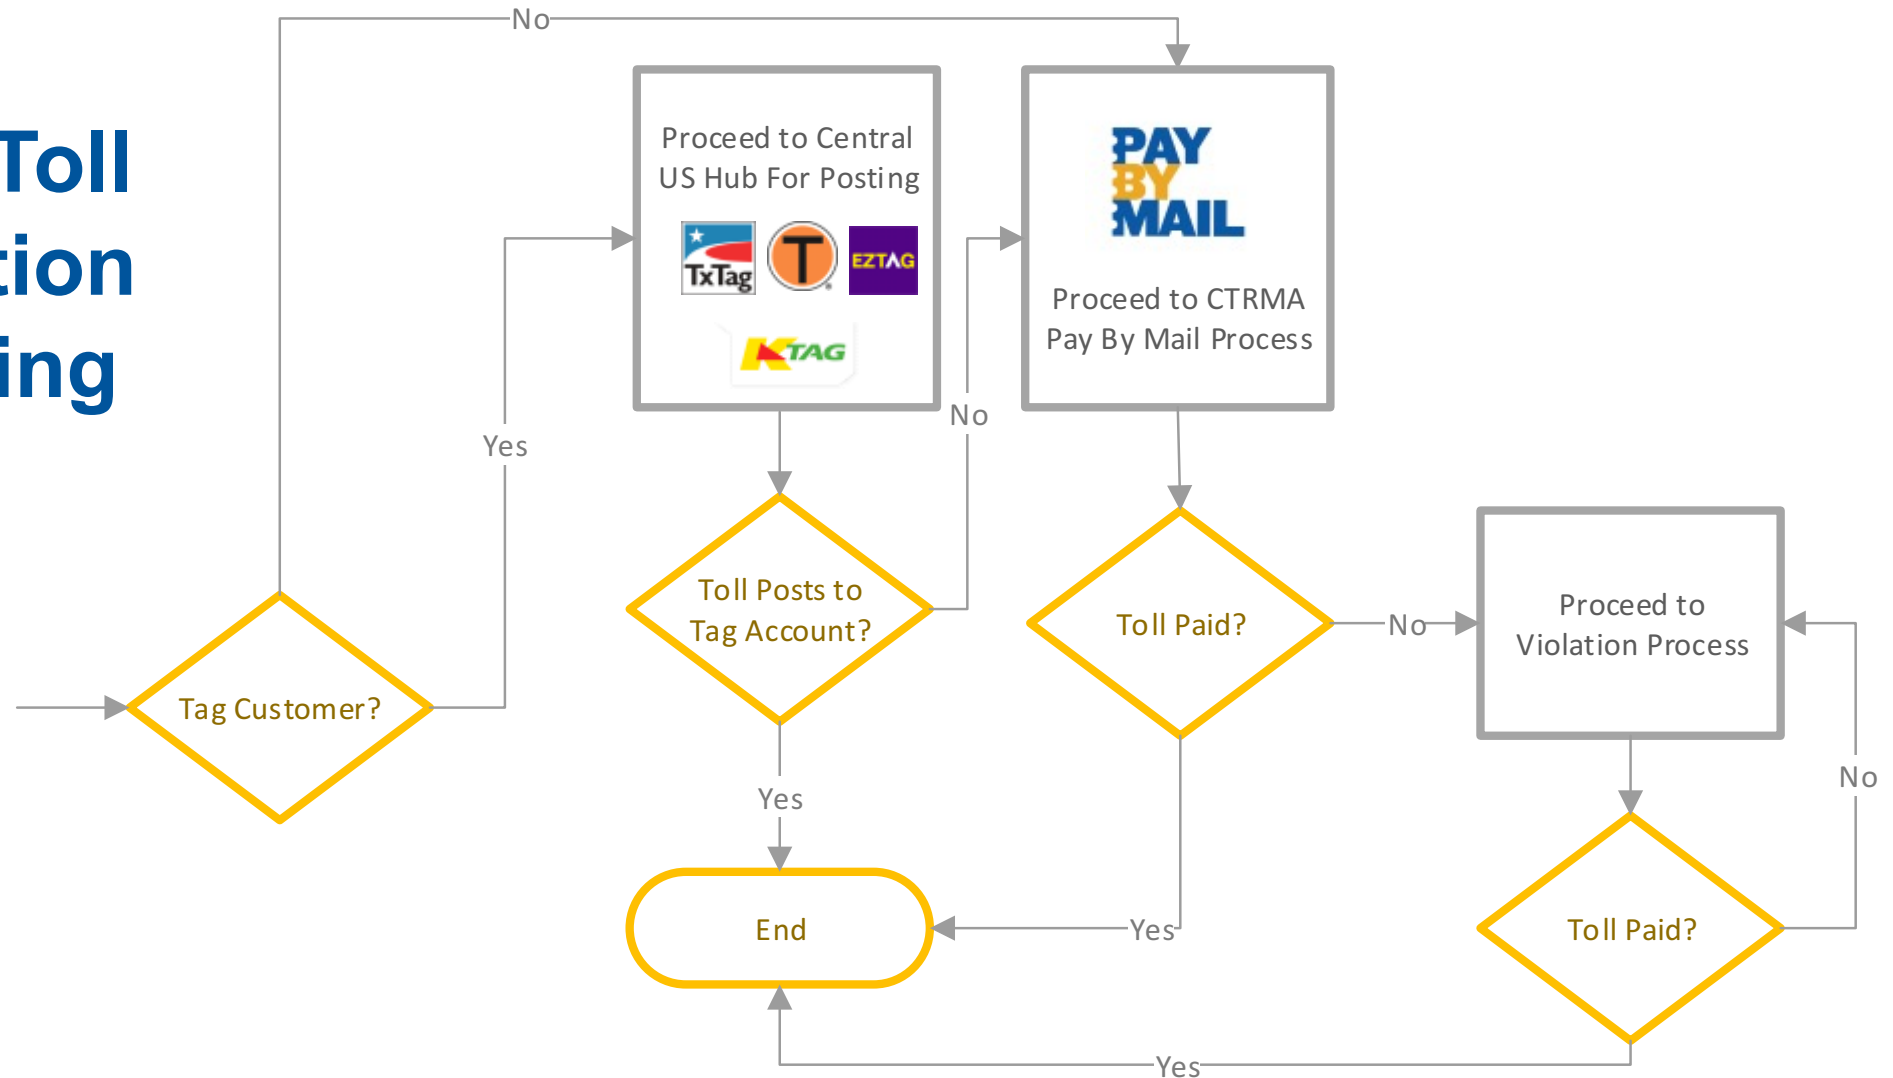 Toll
tion
ing
No
Proceed to Central
US Hub For Posting
TxTag
T
EZTAG
KTAG
PAY
BY
MAIL
Proceed to CTRMA
Pay By Mail Process
Yes
No
Tag Customer?
Toll Posts to
Tag Account?
Toll Paid?
No
Proceed to
Violation Process
Yes
No
End
Yes
Toll Paid?
Yes